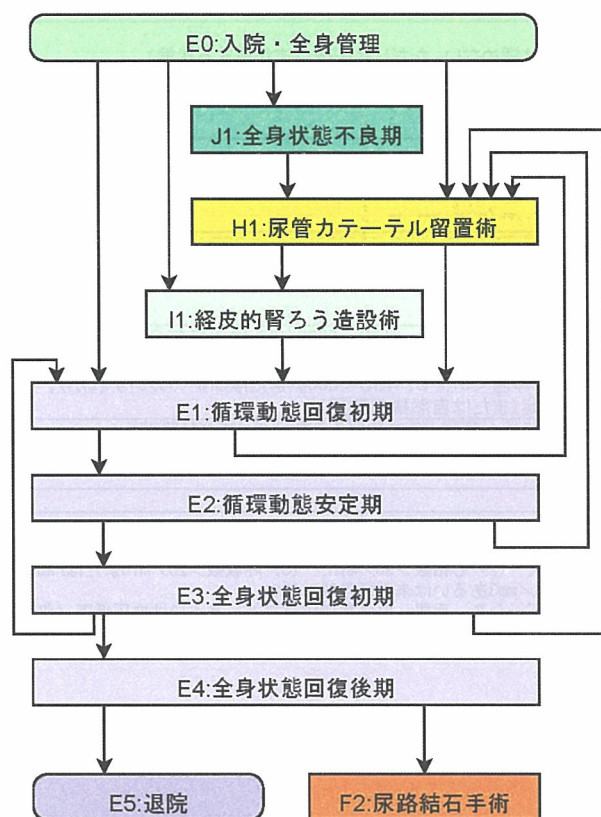 E0:入院・全身管理
J1:全身状態不良期
H1:尿管カテーテル留置術
I1:経皮的腎ろう造設術
E1:循環動態回復初期
E2:循環動態安定期
E3:全身状態回復初期
E4:全身状態回復後期
E5:退院
F2:尿路結石手術